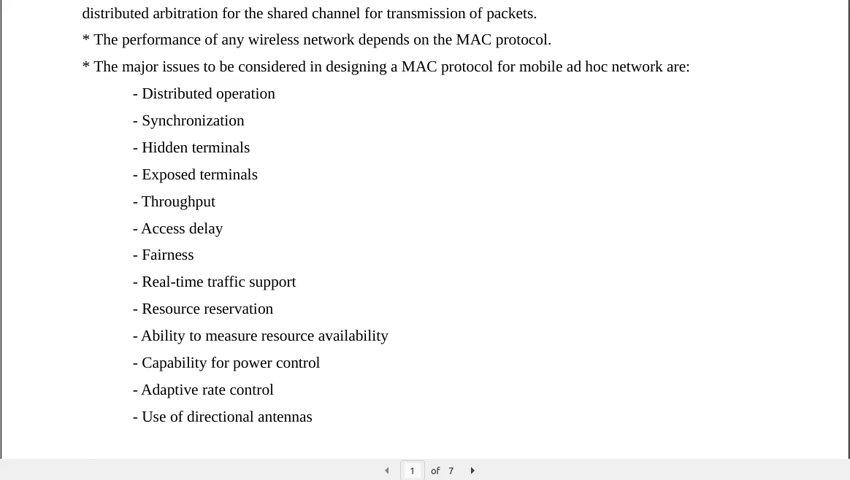 distributed arbitration for the shared channel for transmission of packets.
* The performance of any wireless network depends on the MAC protocol.
* The major issues to be considered in designing a MAC protocol for mobile ad hoc network are:
- Distributed operation
- Synchronization
- Hidden terminals
- Exposed terminals
- Throughput
- Access delay
- Fairness
- Real-time traffic support
- Resource reservation
- Ability to measure resource availability
- Capability for power control
- Adaptive rate control
- Use of directional antennas
1 of 7